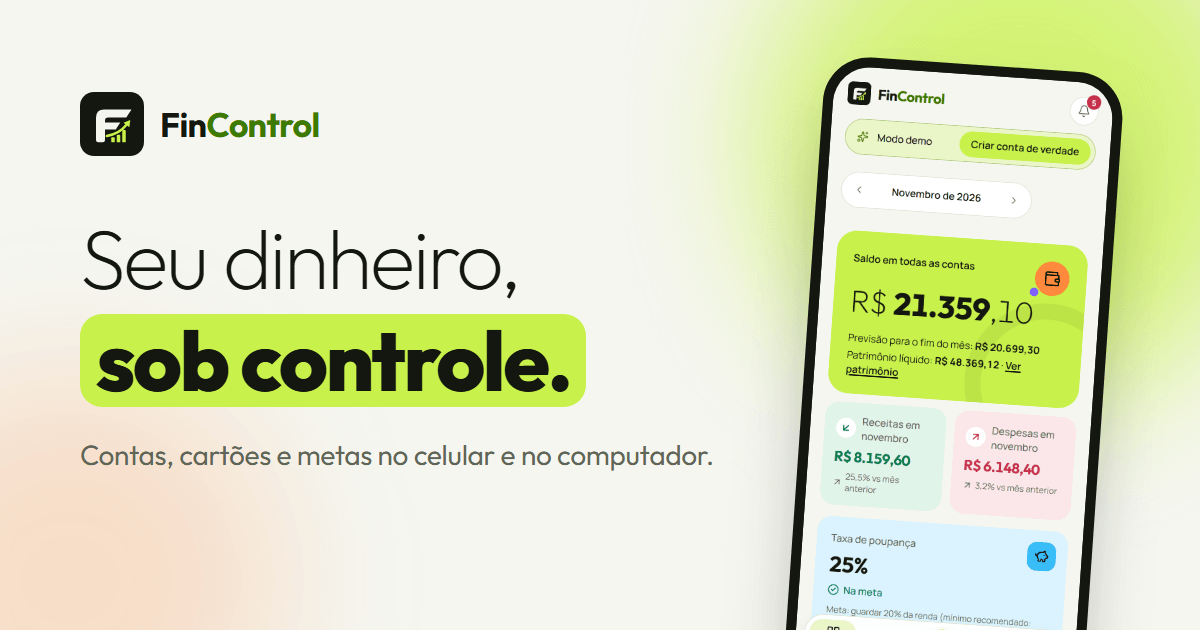 FinControl
Seu dinheiro,
sob controle.
Contas, cartões e metas no celular e no computador.
FinControl
5
Modo demo
Criar conta de verdade
Novembro de 2026
Saldo em todas as contas
R$ 21.359,10
Previsão para o fim do mês: R$ 20.699,30
Patrimônio líquido: R$ 48.369,12 · Ver
patrimônio
Receitas em
novembro
R$ 8.159,60
25,5% vs mês
anterior
Despesas em
novembro
R$ 6.148,40
3,2% vs mês anterior
Taxa de poupança
25%
Na meta
Meta: guardar 20% da renda (mínimo recomendado: